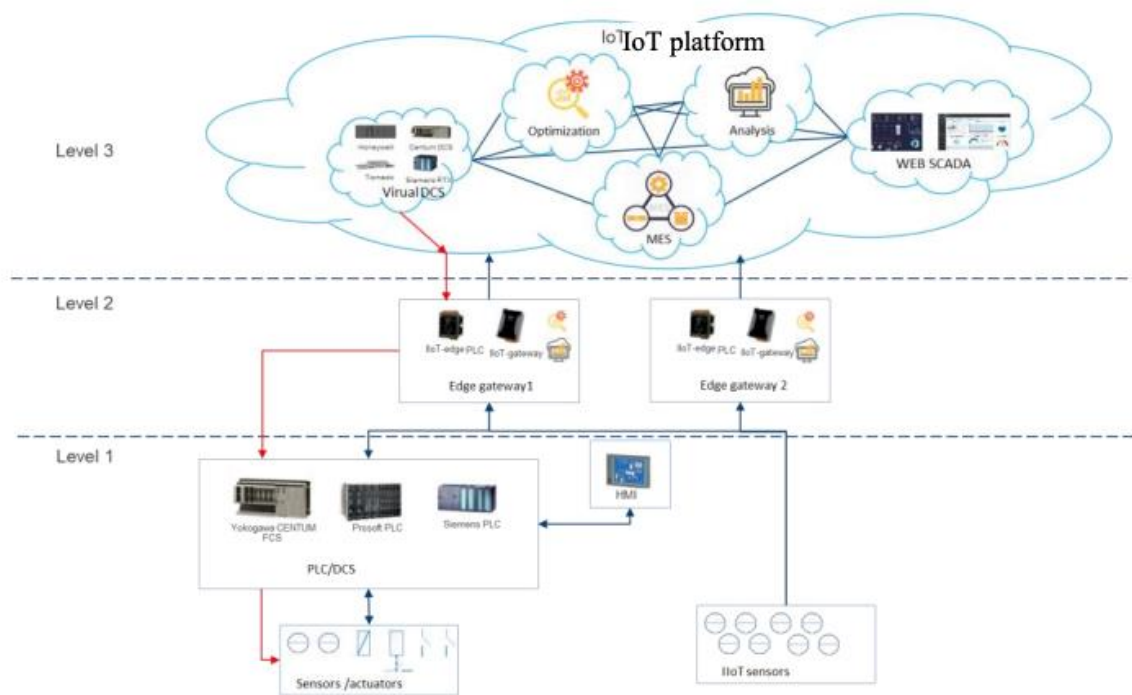 IoT IoT platform
Level 3
Optimization
Analysis
Honeywell
Centum DCS
Siemens RTX
Virual DCS
WEB SCADA
MES
Level 2
IIoT-edge PLC
IIoT-gateway
Edge gateway1
IIoT-edge PLC
IIoT-gateway
Edge gateway 2
Level 1
Yokogawa CENTUM
FCS
Prosoft PLC
Siemens PLC
HMI
PLC/DCS
Sensors /actuators
IIoT sensors